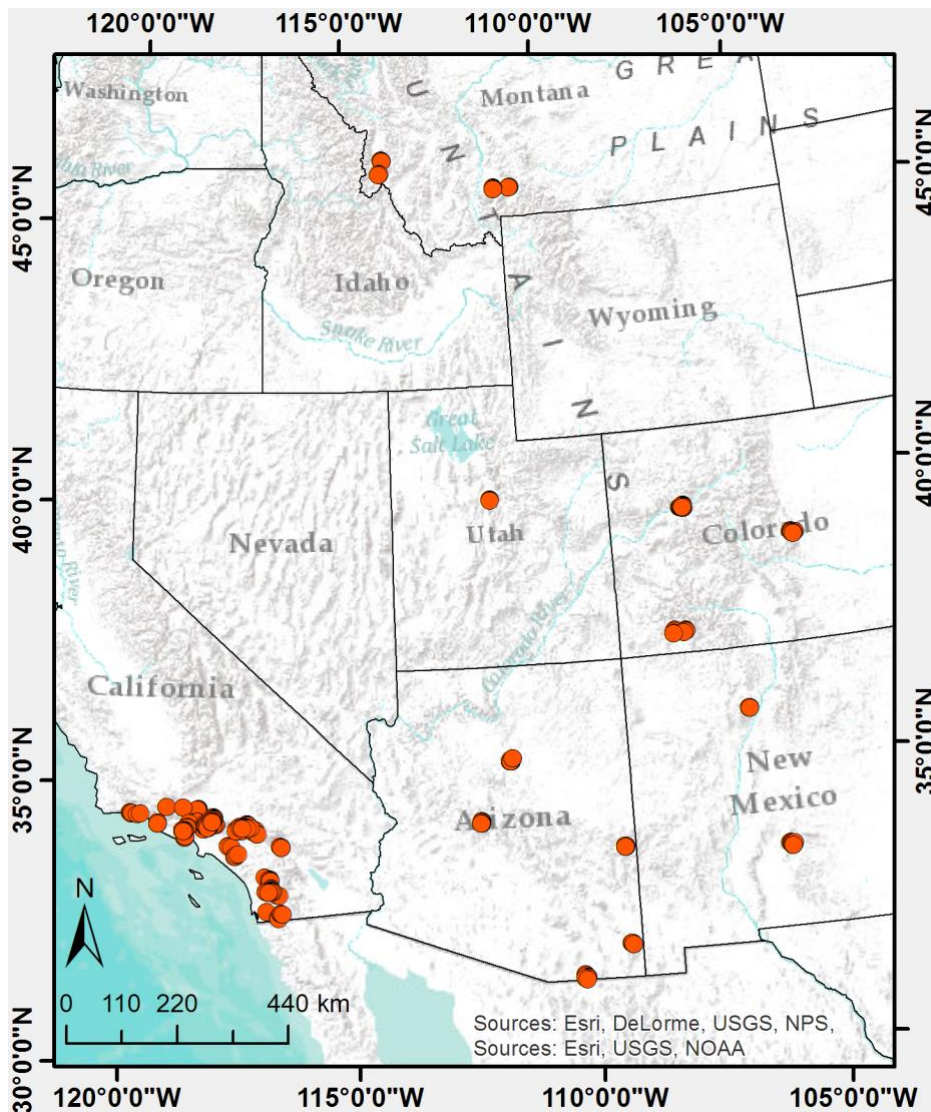 120°0'0"W 115°0'0"W 110°0'0"W 105°0'0"W
G R E A
Washington
U
Montana
N
P L A I N S
45°0'0"N
45°0'0"N
T
Oregon
Idaho
A
Wyoming
I
Snake River
N
Great
Salt Lake
S
40°0'0"N
40°0'0"N
Nevada
Utah
Colorado
Colorado River
California
35°0'0"N
35°0'0"N
New
Mexico
Arizona
N
0 110 220 440 km
Sources: Esri, DeLorme, USGS, NPS,
Sources: Esri, USGS, NOAA
30°0'0"N
30°0'0"N
120°0'0"W 115°0'0"W 110°0'0"W 105°0'0"W